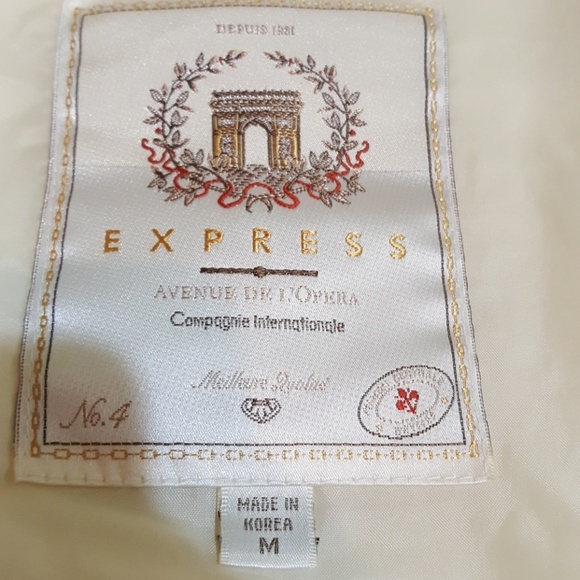 DEPUIS 1981
EXPRESS
AVENUE DE L'OPERA
Compagnie Internationale
No. 4
MADE IN
KOREA
M